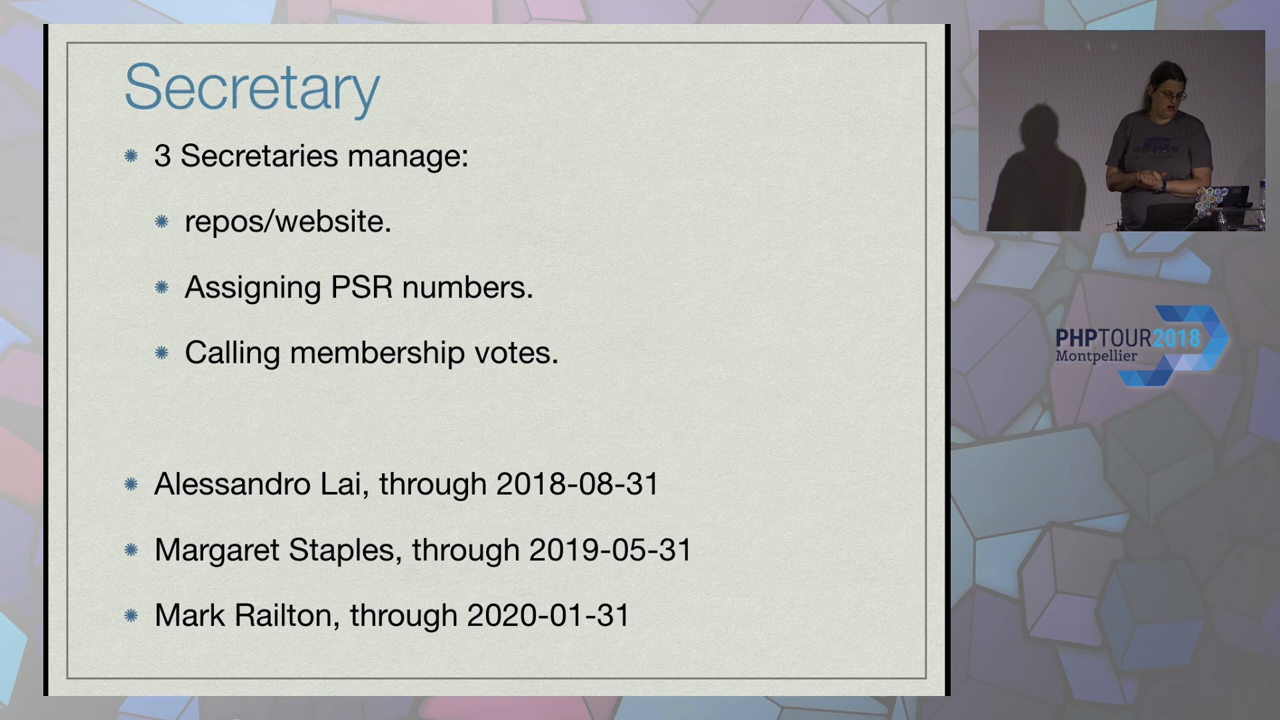 Secretary
3 Secretaries manage:
repos/website.
Assigning PSR numbers.
Calling membership votes.
Alessandro Lai, through 2018-08-31
Margaret Staples, through 2019-05-31
Mark Railton, through 2020-01-31
PHPTOUR2018
Montpellier